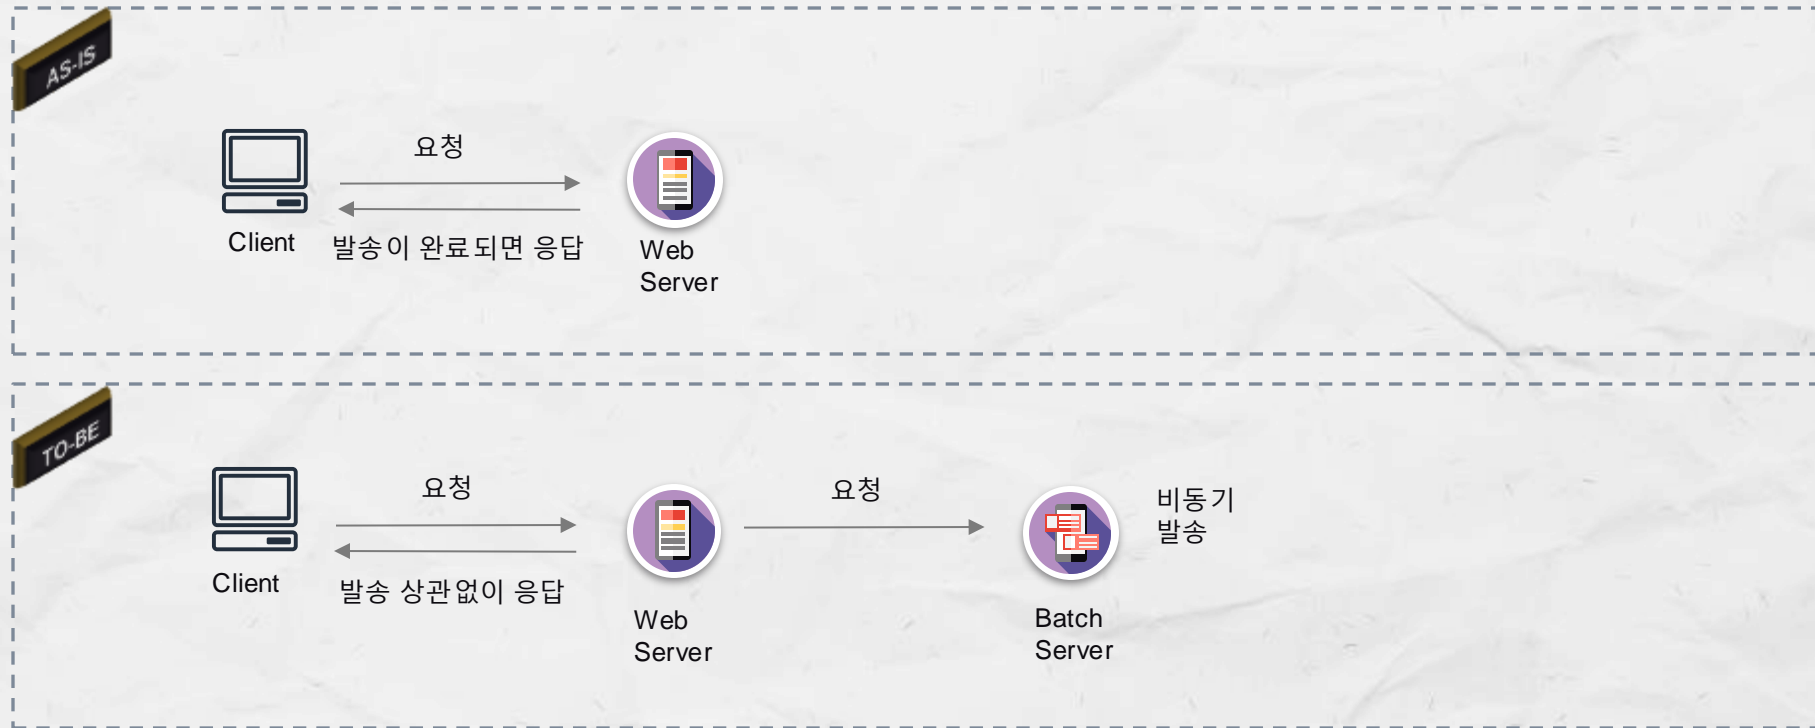 AS-IS
요청
Client
발송이 완료되면 응답
Web
Server
TO-BE
요청
요청
비동기
발송
Client
발송 상관없이 응답
Web
Server
Batch
Server